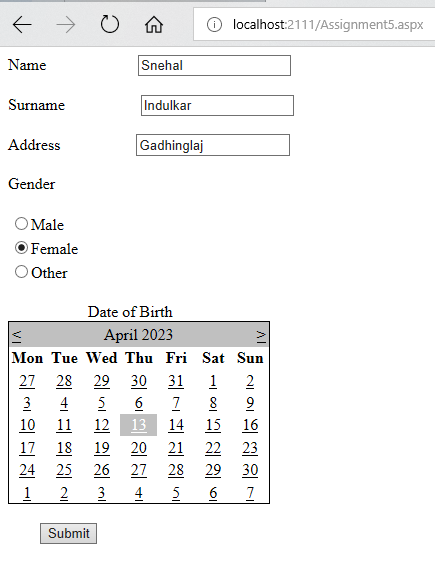 localhost:2111/Assignment5.aspx
Name Snehal
Surname Indulkar
Address Gadhinglaj
Gender
Male
Female
Other
Date of Birth
< April 2023 >
Mon Tue Wed Thu Fri Sat Sun
27 28 29 30 31 1 2
3 4 5 6 7 8 9
10 11 12 13 14 15 16
17 18 19 20 21 22 23
24 25 26 27 28 29 30
1 2 3 4 5 6 7
Submit